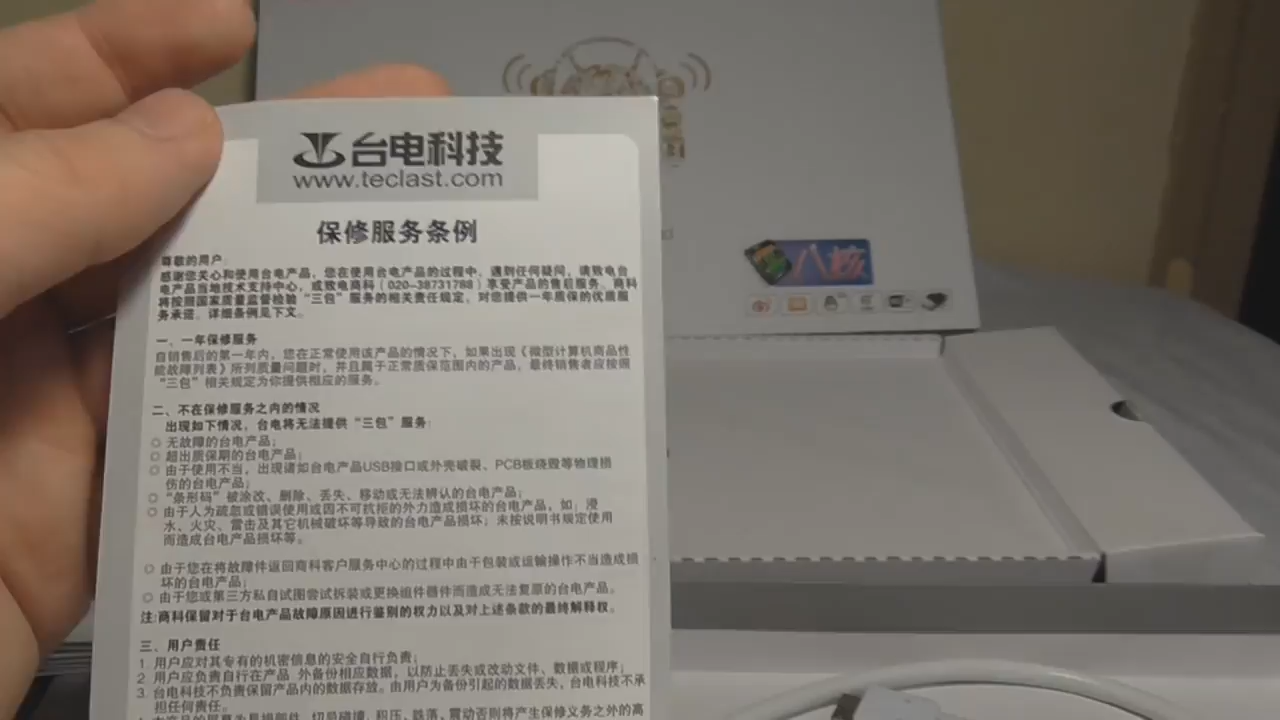 台电科技
www.teclast.com
保修服务条例
尊敬的用户:
感谢您关心和使用台电产品，您在使用台电产品的过程中，遇到任何疑问，请致电台
电产品当地技术支持中心，或致电商科（020-38731788）享受产品的售后服务。商科
将按照国家质量监督检验“三包”服务的相关责任规定，对您提供一年质保的优质服
务承诺。详细条例见下文。
一、一年保修服务
自销售后的第一年内，您在正常使用该产品的情况下，如果出现《微型计算机商品性
能故障列表》所列质量问题时，并且属于正常质保范围内的产品，最终销售者应按照
“三包”相关规定为你提供相应的服务。
二、不在保修服务之内的情况
出现如下情况，台电将无法提供“三包”服务:
无故障的台电产品；
超出质保期的台电产品；
由于使用不当，出现诸如台电产品USB接口或外壳破裂、PCB板烧毁等物理损
伤的台电产品；
“条形码”被涂改、删除、丢失、移动或无法辨认的台电产品；
由于人为疏忽或错误使用或因不可抗拒的外力造成损坏的台电产品，如：浸
水、火灾、雷击及其它机械破坏等导致的台电产品损坏；未按说明书规定使用
而造成台电产品损坏等。
由于您在将故障件返回商科客户服务中心的过程中由于包装或运输操作不当造成损
坏的台电产品；
由于您或第三方私自试图尝试拆装或更换组件器件而造成无法复原的台电产品。
注:商科保留对于台电产品故障原因进行鉴别的权力以及对上述条款的最终解释权。
三、用户责任
1. 用户应对其专有的机密信息的安全自行负责；
2. 用户应负责自行在产品 外备份相应数据，以防止丢失或改动文件、数据或程序；
3. 台电科技不负责保留产品内的数据存放。由用户为备份引起的数据丢失，台电科技不承
担任何责任。
切忌碰撞、积压、跌落、震动否则将产生保修义务之外的高
八核